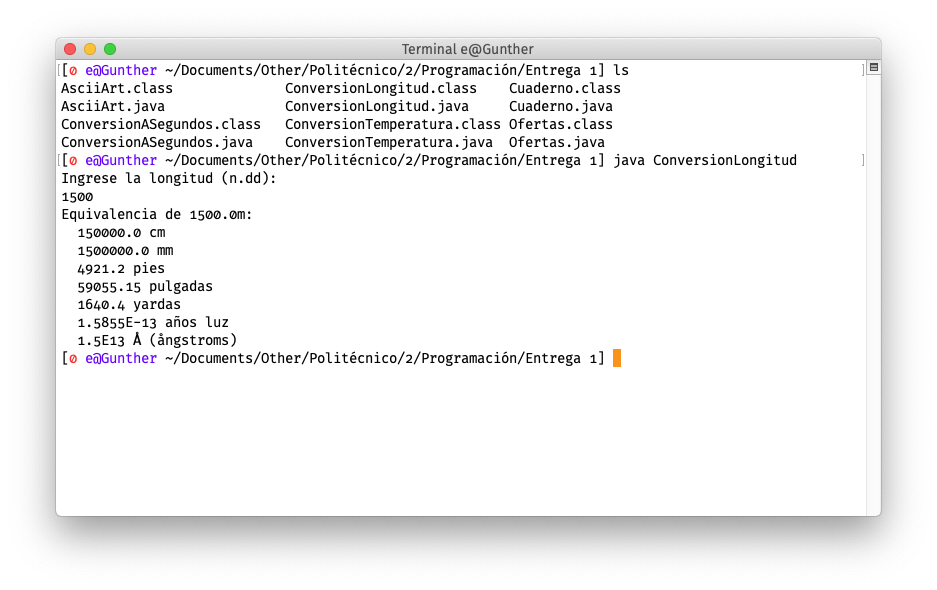 Terminal e@Gunther
[0 e@Gunther ~/Documents/Other/Politécnico/2/Programación/Entrega 1] ls
AsciiArt.class ConversionLongitud.class Cuaderno.class
AsciiArt.java ConversionLongitud.java Cuaderno.java
ConversionASegundos.class ConversionTemperatura.class Ofertas.class
ConversionASegundos.java ConversionTemperatura.java Ofertas.java
[0 e@Gunther ~/Documents/Other/Politécnico/2/Programación/Entrega 1] java ConversionLongitud
Ingrese la longitud (n.dd):
1500
Equivalencia de 1500.0m:
150000.0 cm
1500000.0 mm
4921.2 pies
59055.15 pulgadas
1640.4 yardas
1.5855E-13 años luz
1.5E13 Å (ångstroms)
[0 e@Gunther ~/Documents/Other/Politécnico/2/Programación/Entrega 1]